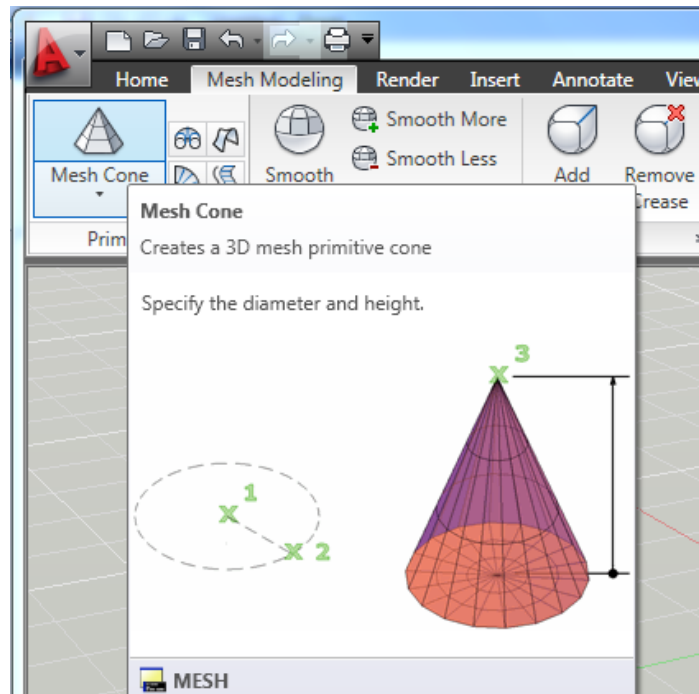 Home Mesh Modeling Render Insert Annotate View
Smooth More
Smooth Less
Mesh Cone Smooth Add Remove
Crease
Mesh Cone
Creates a 3D mesh primitive cone
Specify the diameter and height.
3
1
2
MESH